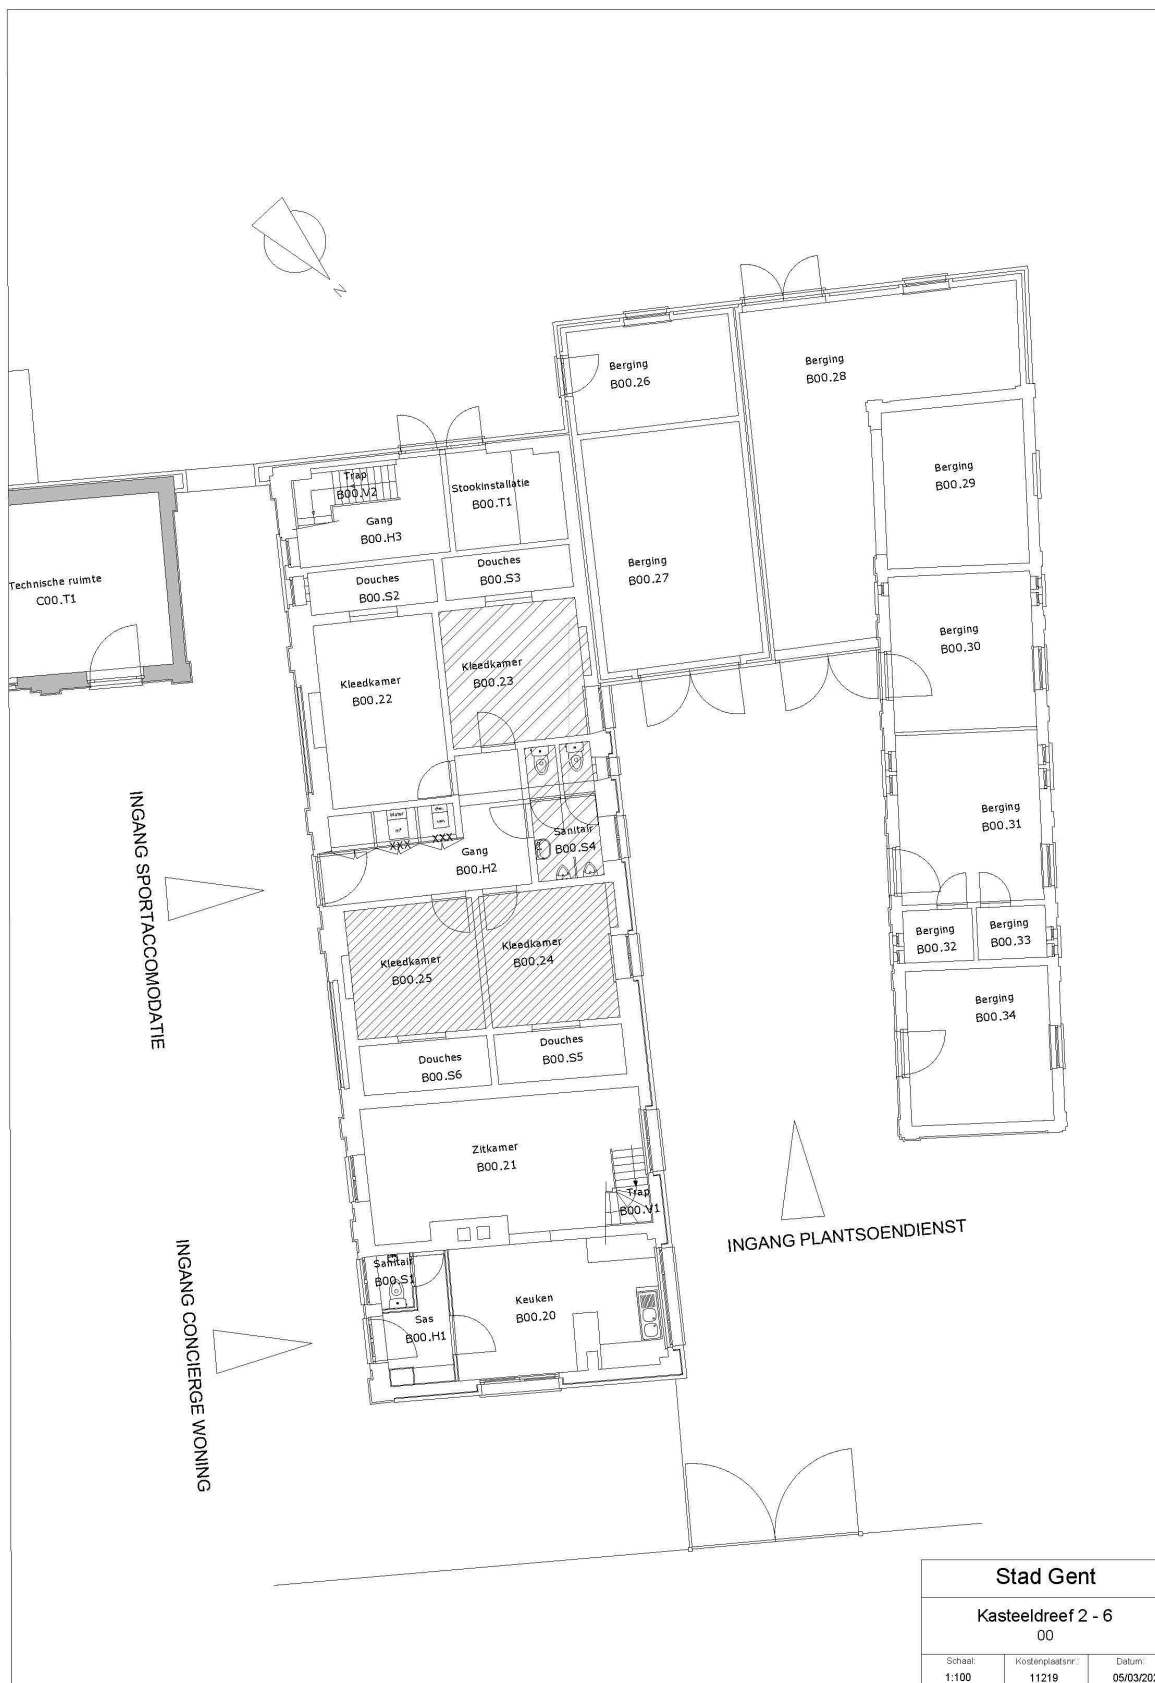 N
Berging
B00.26
Berging
B00.28
Berging
B00.29
Trap
B00.V2
Stookinstallatie
B00.T1
Gang
B00.H3
Berging
B00.27
Technische ruimte
C00.T1
Douches
B00.S2
Douches
B00.S3
Berging
B00.30
Kleedkamer
B00.22
Kleedkamer
B00.23
Berging
B00.31
XXX
XXX
Gang
B00.H2
Sanitair
B00.S4
INGANG SPORTACCOMODATIE
Kleedkamer
B00.25
Kleedkamer
B00.24
Berging
B00.32
Berging
B00.33
Berging
B00.34
Douches
B00.S6
Douches
B00.S5
Zitkamer
B00.21
Trap
B00.V1
INGANG PLANTSOENDIENST
Sanitair
B00.S1
Sas
B00.H1
Keuken
B00.20
INGANG CONCIERGE WONING
Stad Gent
Kasteeldreef 2 - 6
00
Schaal: Kostenplaatsnr.: Datum:
1:100 11219 05/03/202